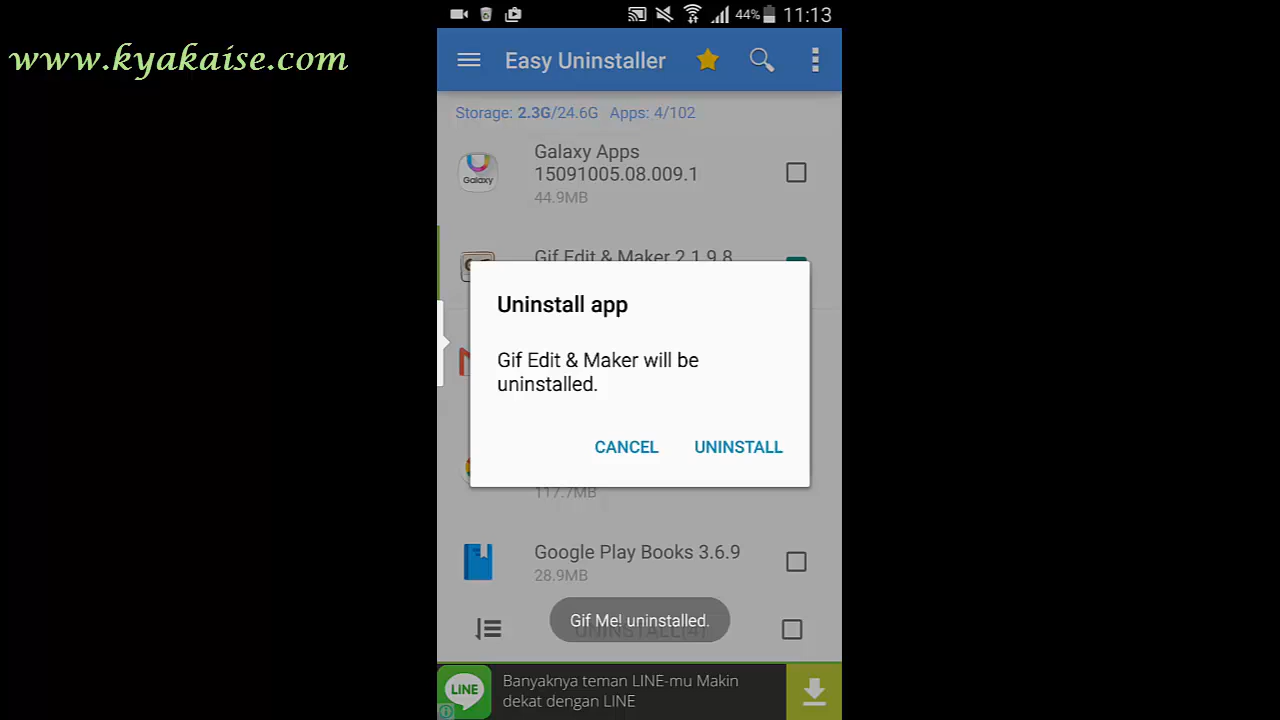 www.kyakaise.com
44% 11:13
Easy Uninstaller
Storage: 2.3G/24.6G Apps: 4/102
Galaxy
Galaxy Apps
15091005.08.009.1
44.9MB
Gif Edit & Maker 2.1.9.8
Uninstall app
Gif Edit & Maker will be
uninstalled.
CANCEL UNINSTALL
117.7MB
Google Play Books 3.6.9
28.9MB
Gif Me! uninstalled.
UNINSTALL(4)
LINE
Banyaknya teman LINE-mu Makin
dekat dengan LINE